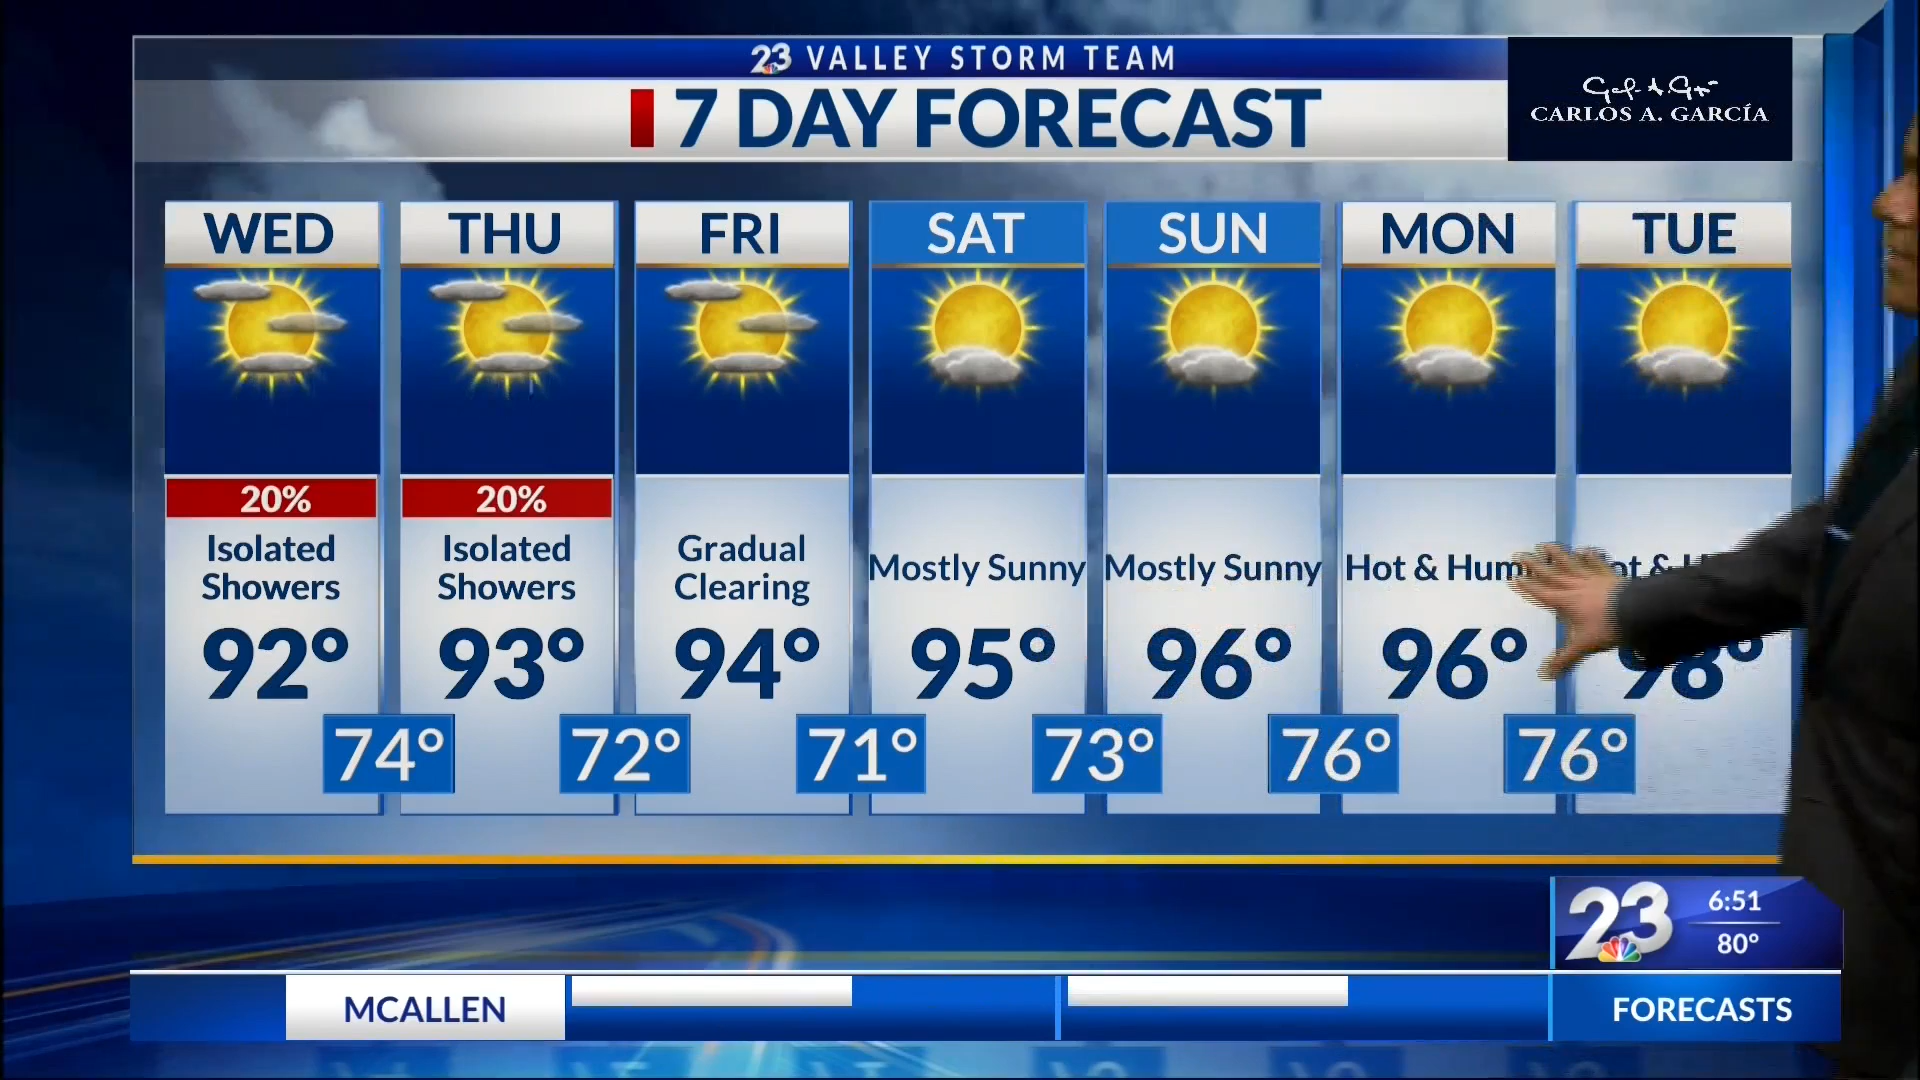 23 VALLEY STORM TEAM
7 DAY FORECAST
CARLOS A. GARCÍA
WED
THU
FRI
SAT
SUN
MON
TUE
20%
20%
Isolated
Showers
Isolated
Showers
Gradual
Clearing
Mostly Sunny
Mostly Sunny
Hot &
Hot &
92°
93°
94°
95°
96°
96°
98°
74°
72°
71°
73°
76°
76°
23
6:51
80°
MCALLEN
FORECASTS